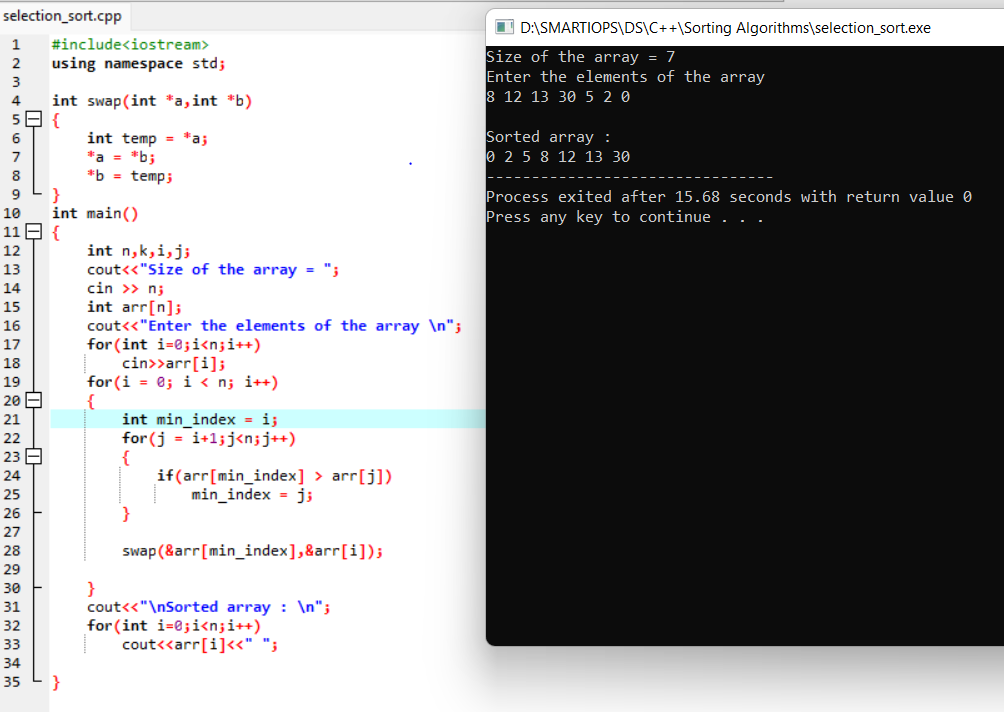 selection_sort.cpp
1 #include<iostream>
2 using namespace std;
3
4 int swap(int *a,int *b)
5 {
6 int temp = *a;
7 *a = *b;
8 *b = temp;
9 }
10 int main()
11 {
12 int n,k,i,j;
13 cout<<"Size of the array = ";
14 cin >> n;
15 int arr[n];
16 cout<<"Enter the elements of the array \n";
17 for(int i=0;i<n;i++)
18 cin>>arr[i];
19 for(i = 0; i < n; i++)
20 {
21 int min_index = i;
22 for(j = i+1;j<n;j++)
23 {
24 if(arr[min_index] > arr[j])
25 min_index = j;
26 }
27
28 swap(&arr[min_index],&arr[i]);
29
30 }
31 cout<<"\nSorted array : \n";
32 for(int i=0;i<n;i++)
33 cout<<arr[i]<<" ";
34
35 }
D:\SMARTIOPS\DS\C++\Sorting Algorithms\selection_sort.exe
Size of the array = 7
Enter the elements of the array
8 12 13 30 5 2 0
Sorted array :
0 2 5 8 12 13 30
--------------------------------
Process exited after 15.68 seconds with return value 0
Press any key to continue . . .